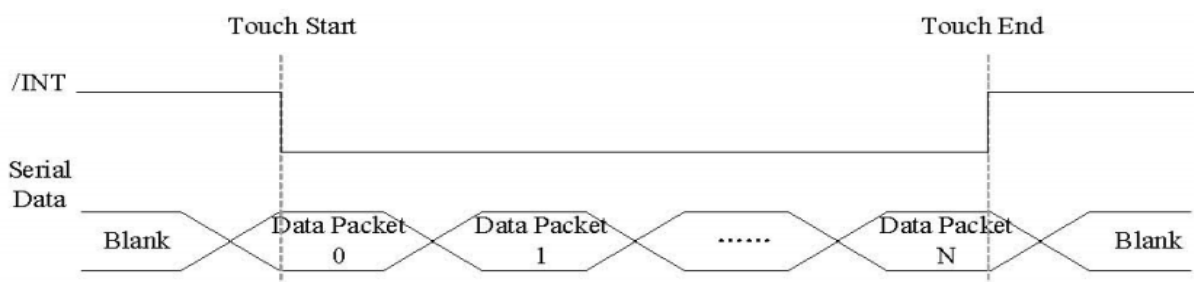 Touch Start
Touch End
/INT
Serial
Data
Blank
Data Packet
0
Data Packet
1
......
Data Packet
N
Blank